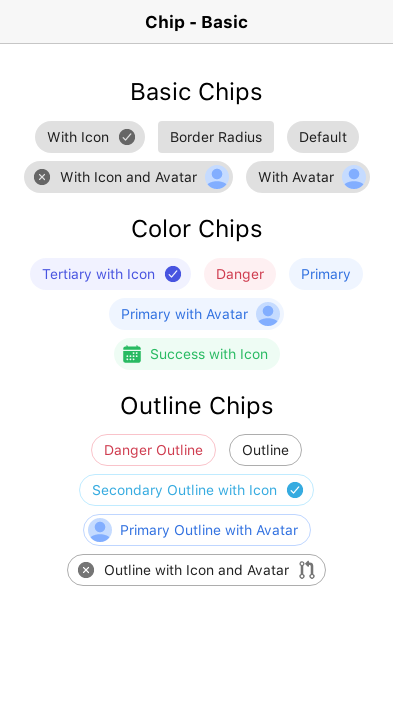 Chip - Basic
Basic Chips
With Icon Border Radius Default
With Icon and Avatar With Avatar
Color Chips
Tertiary with Icon Danger Primary
Primary with Avatar
Success with Icon
Outline Chips
Danger Outline Outline
Secondary Outline with Icon
Primary Outline with Avatar
Outline with Icon and Avatar